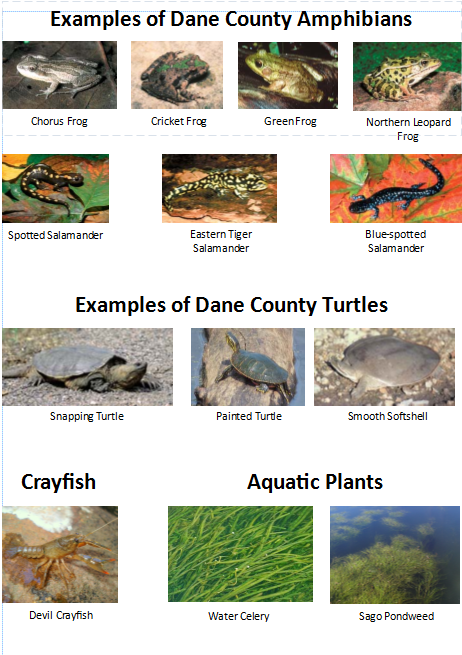 Examples of Dane County Amphibians
Chorus Frog
Cricket Frog
Green Frog
Northern Leopard
Frog
Spotted Salamander
Eastern Tiger
Salamander
Blue-spotted
Salamander
Examples of Dane County Turtles
Snapping Turtle
Painted Turtle
Smooth Softshell
Crayfish
Aquatic Plants
Devil Crayfish
Water Celery
Sago Pondweed